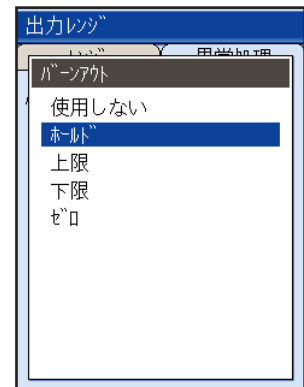 出力ﾚﾝｼﾞ
ﾊﾞｰﾝｱｳﾄ
使用しない
ﾎｰﾙﾄﾞ
上限
下限
ｾﾞﾛ